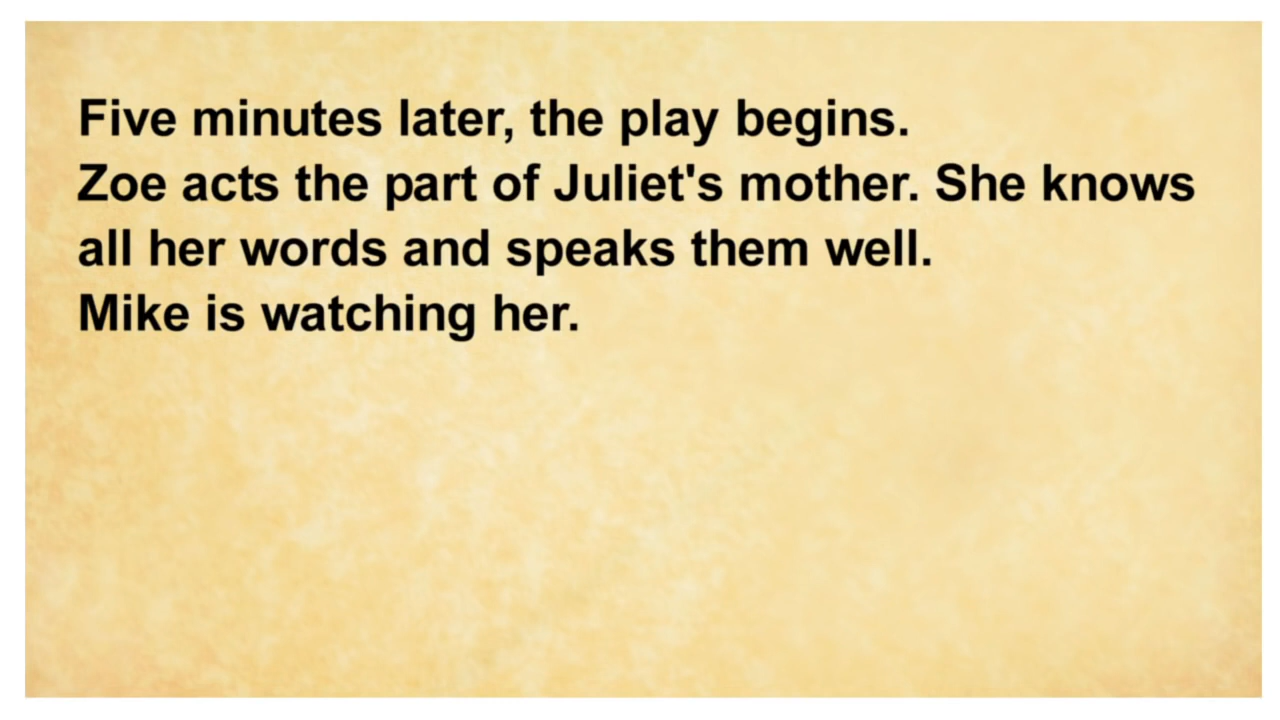 Five minutes later, the play begins.
Zoe acts the part of Juliet's mother. She knows
all her words and speaks them well.
Mike is watching her.